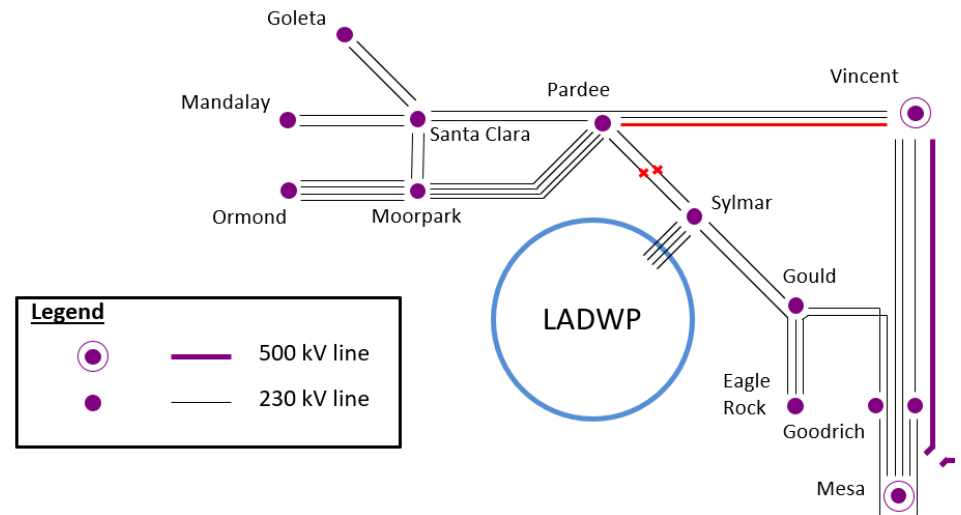 Goleta
Vincent
Pardee
Mandalay
Santa Clara
Ormond
Moorpark
Sylmar
Gould
LADWP
Legend
500 kV line
230 kV line
Eagle
Rock
Goodrich
Mesa